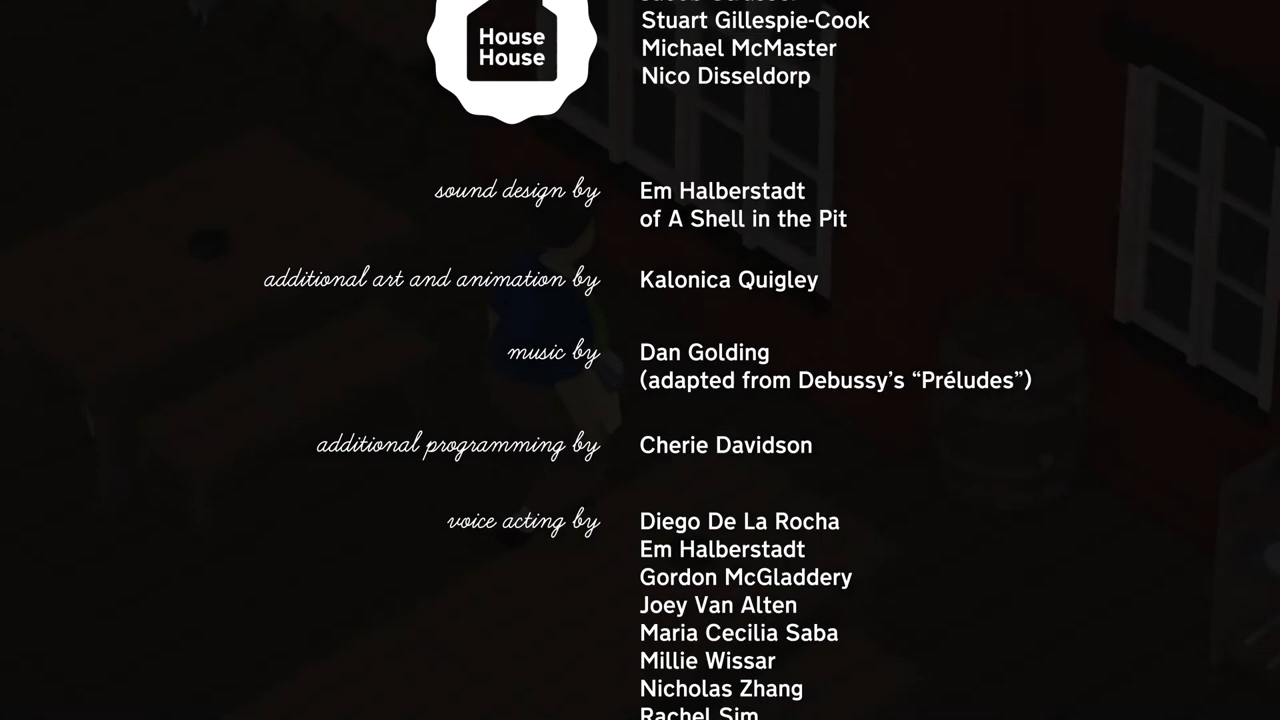 House
House
Stuart Gillespie-Cook
Michael McMaster
Nico Disseldorp
sound design by
Em Halberstadt
of A Shell in the Pit
additional art and animation by
Kalonica Quigley
music by
Dan Golding
(adapted from Debussy’s “Préludes”)
additional programming by
Cherie Davidson
voice acting by
Diego De La Rocha
Em Halberstadt
Gordon McGladdery
Joey Van Alten
Maria Cecilia Saba
Millie Wissar
Nicholas Zhang
Rachel Sim